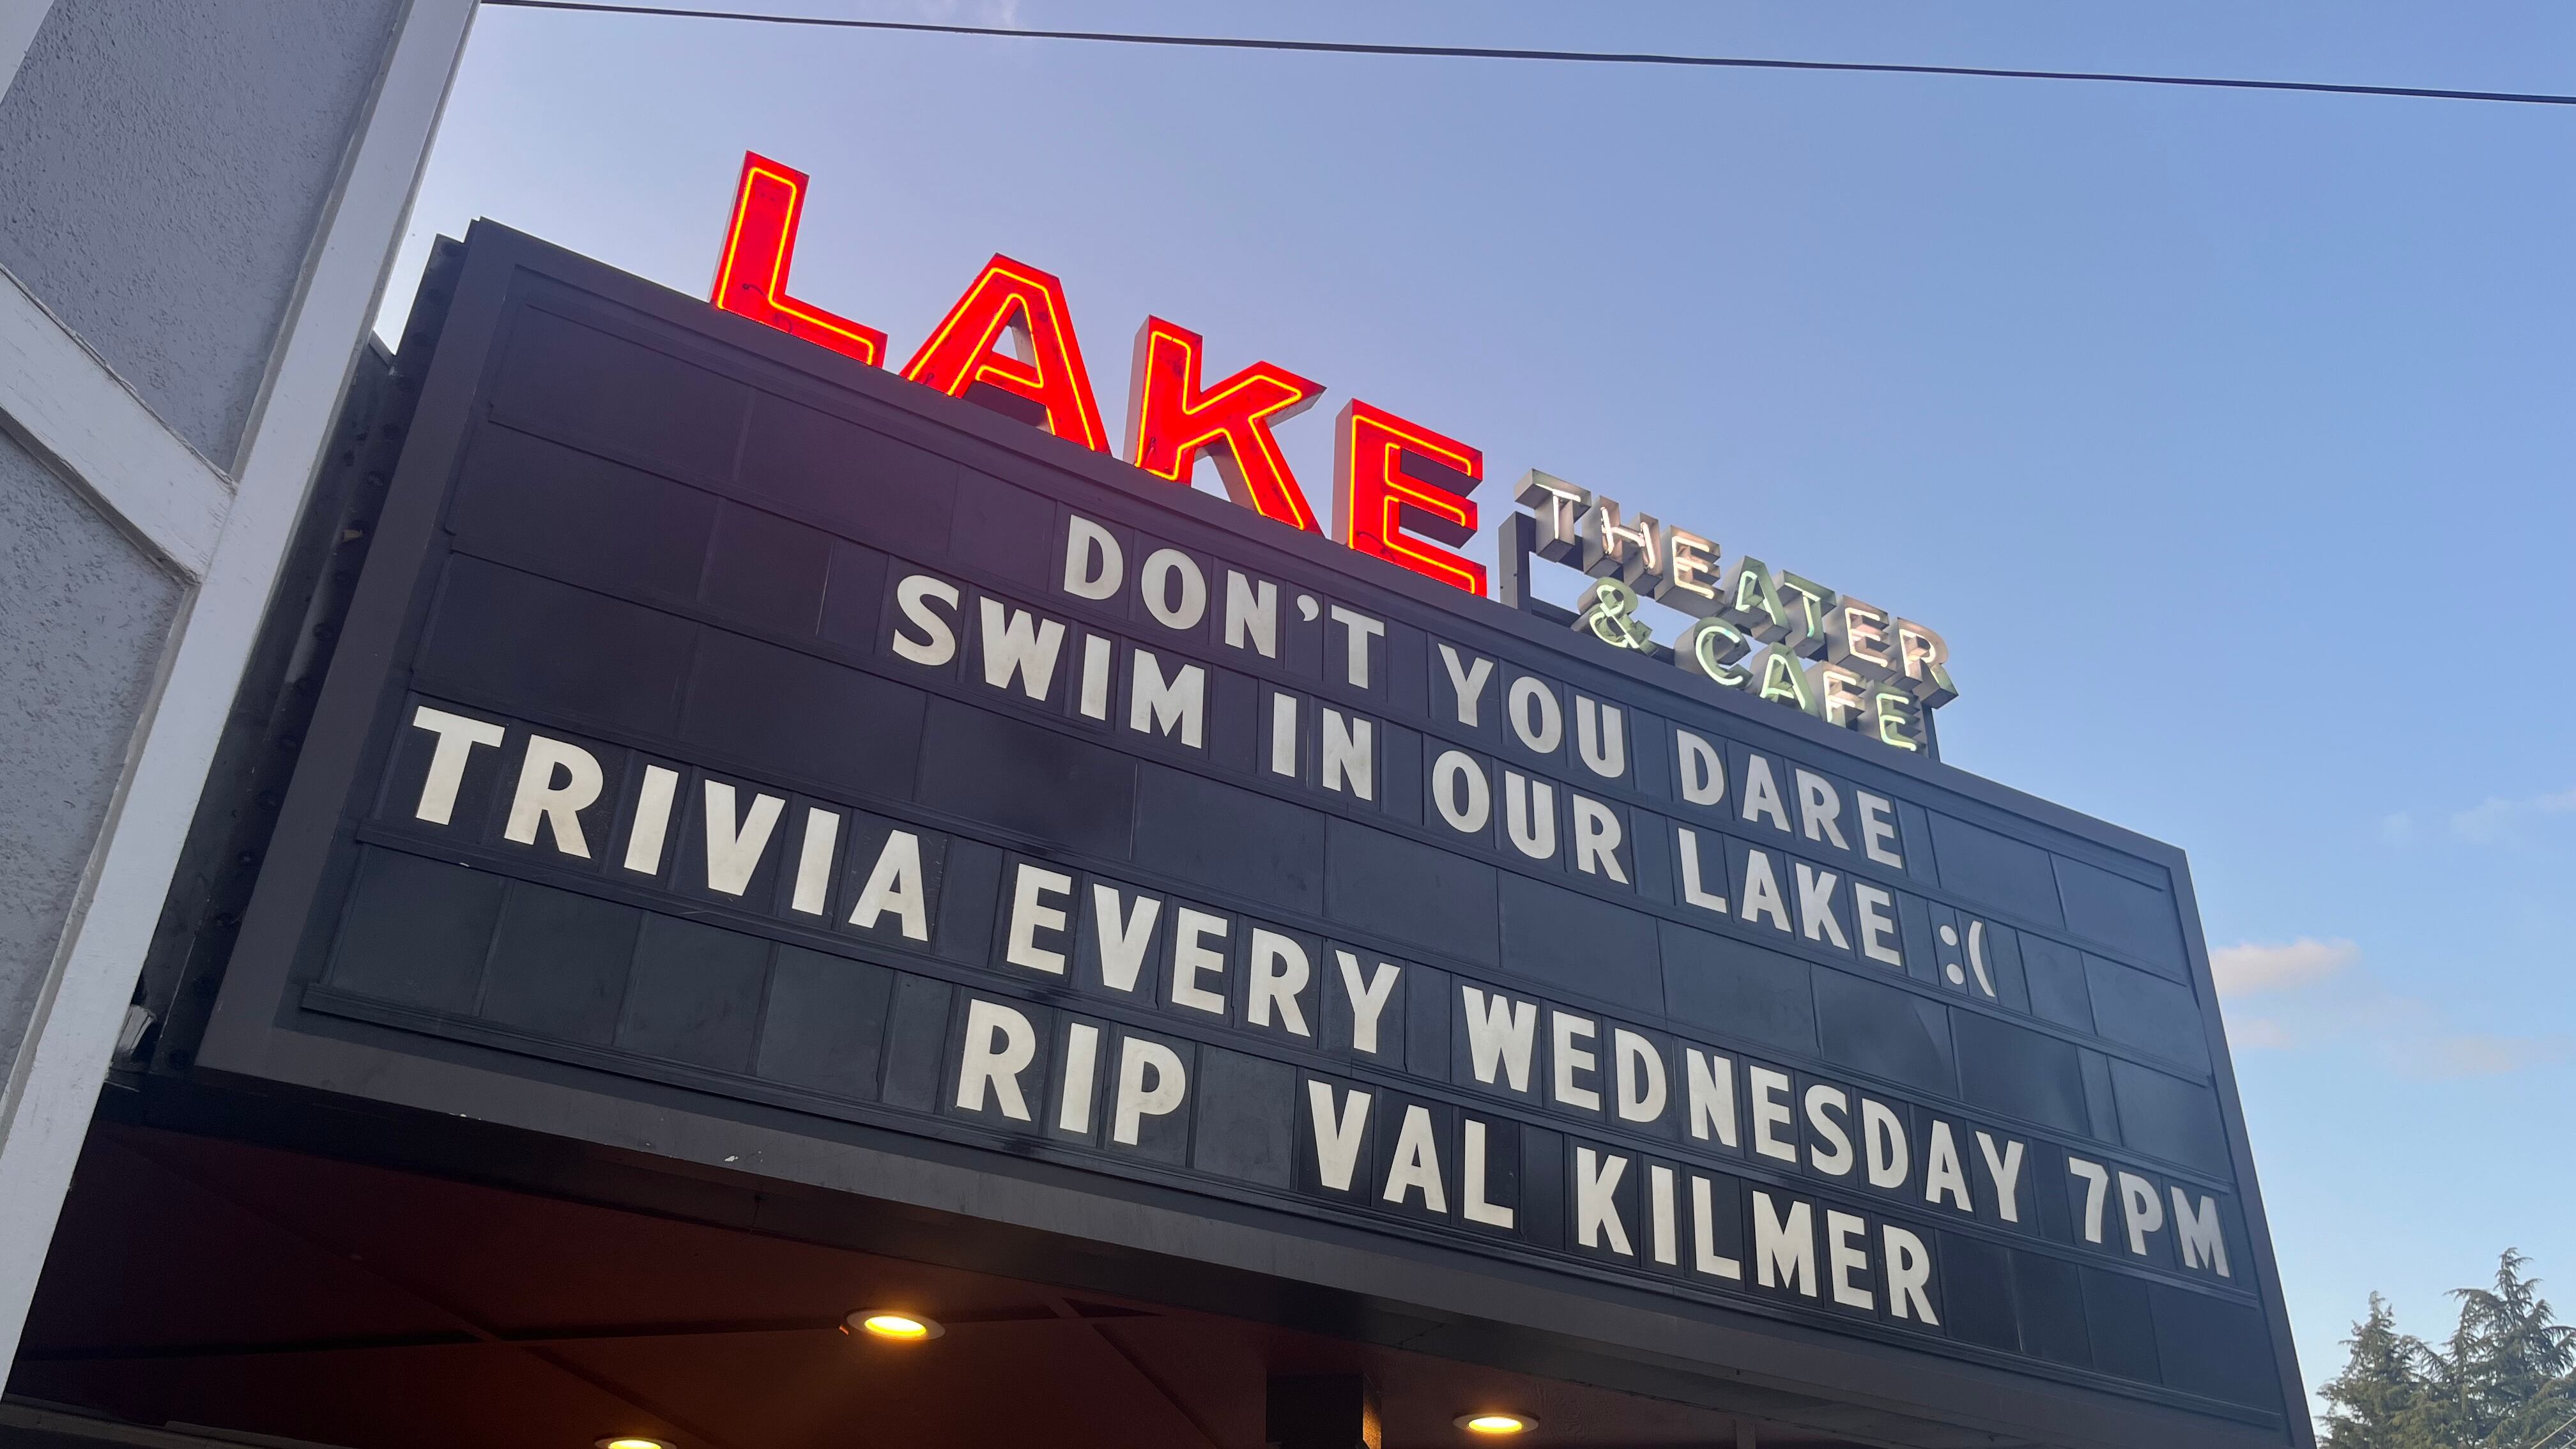 LAKE
THEATER
& CAFE
DON'T YOU DARE
SWIM IN OUR LAKE :(
TRIVIA EVERY WEDNESDAY 7PM
RIP VAL KILMER